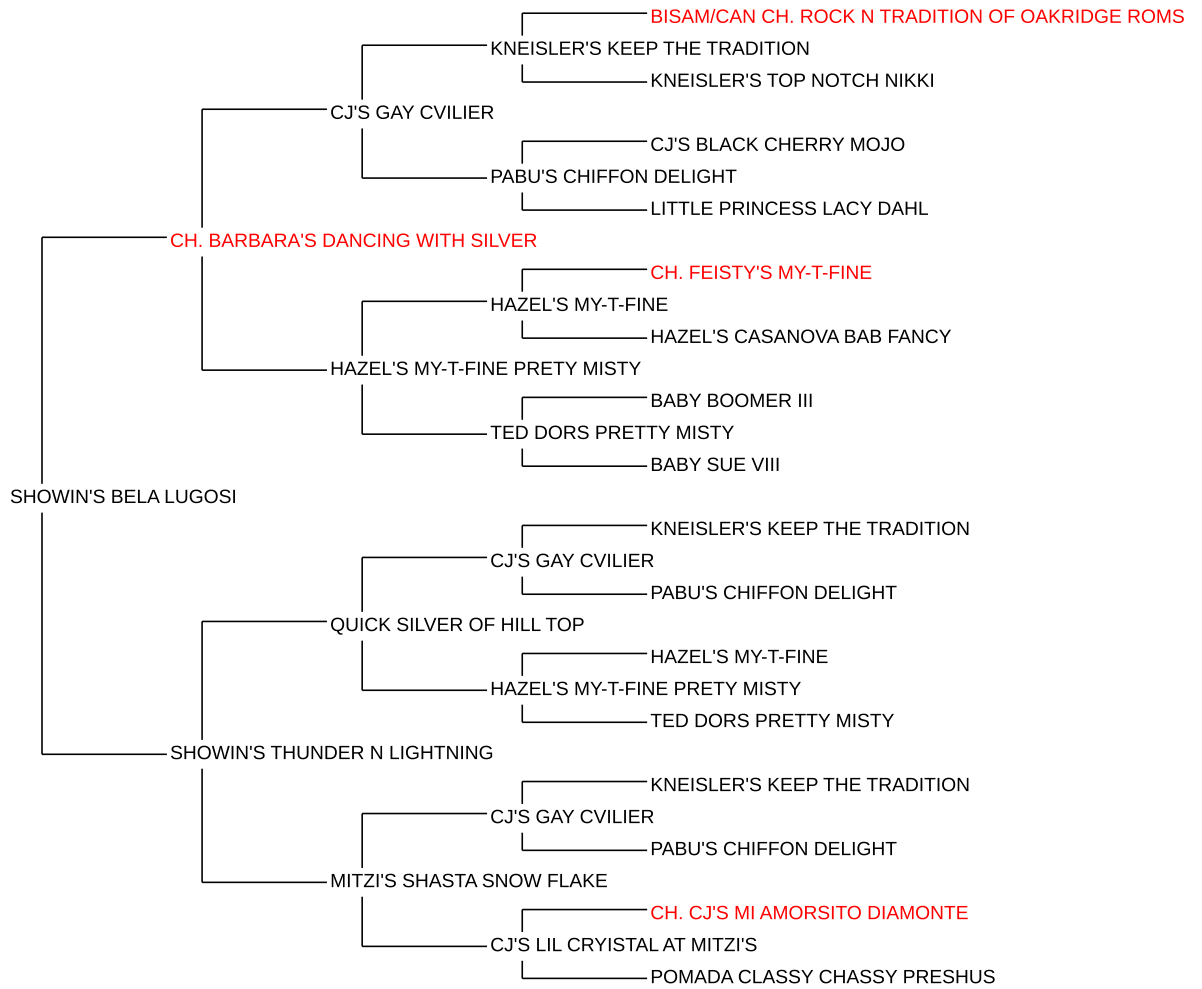 BISAM/CAN CH. ROCK N TRADITION OF OAKRIDGE ROMS
KNEISLER'S KEEP THE TRADITION
KNEISLER'S TOP NOTCH NIKKI
CJ'S GAY CVILIER
CJ'S BLACK CHERRY MOJO
PABU'S CHIFFON DELIGHT
LITTLE PRINCESS LACY DAHL
CH. BARBARA'S DANCING WITH SILVER
CH. FEISTY'S MY-T-FINE
HAZEL'S MY-T-FINE
HAZEL'S CASANOVA BAB FANCY
HAZEL'S MY-T-FINE PRETY MISTY
BABY BOOMER III
TED DORS PRETTY MISTY
BABY SUE VIII
SHOWIN'S BELA LUGOSI
KNEISLER'S KEEP THE TRADITION
CJ'S GAY CVILIER
PABU'S CHIFFON DELIGHT
QUICK SILVER OF HILL TOP
HAZEL'S MY-T-FINE
HAZEL'S MY-T-FINE PRETY MISTY
TED DORS PRETTY MISTY
SHOWIN'S THUNDER N LIGHTNING
KNEISLER'S KEEP THE TRADITION
CJ'S GAY CVILIER
PABU'S CHIFFON DELIGHT
MITZI'S SHASTA SNOW FLAKE
CH. CJ'S MI AMORSITO DIAMONTE
CJ'S LIL CRYISTAL AT MITZI'S
POMADA CLASSY CHASSY PRESHUS